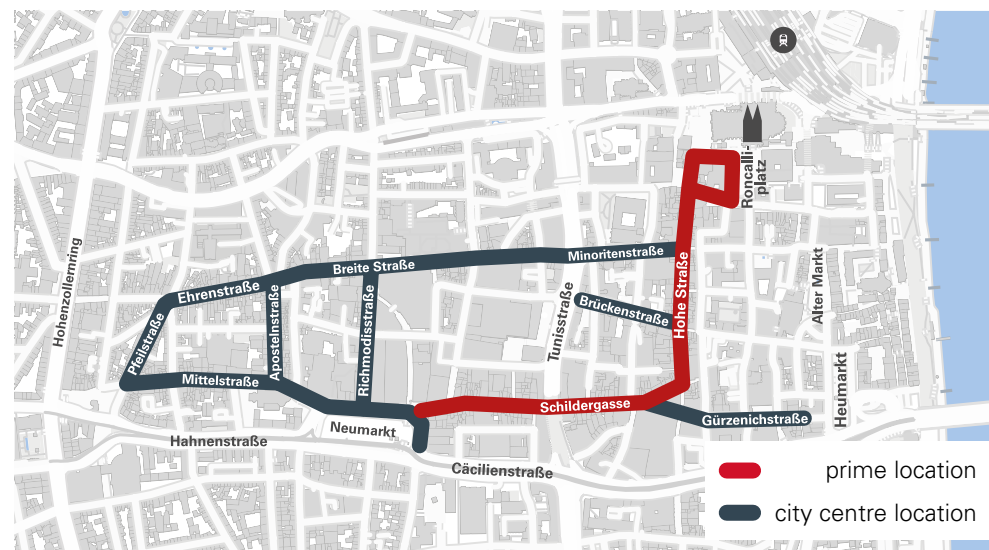 Roncalli-
platz
Hohenzollernring
Minoritenstraße
Breite Straße
Hohe Straße
Alter Markt
Ehrenstraße
Apostelnstraße
Richmodisstraße
Tunisstraße
Brückenstraße
Pfeilstraße
Mittelstraße
Heumarkt
Schildergasse
Gürzenichstraße
Neumarkt
Hahnenstraße
Cäcilienstraße
prime location
city centre location